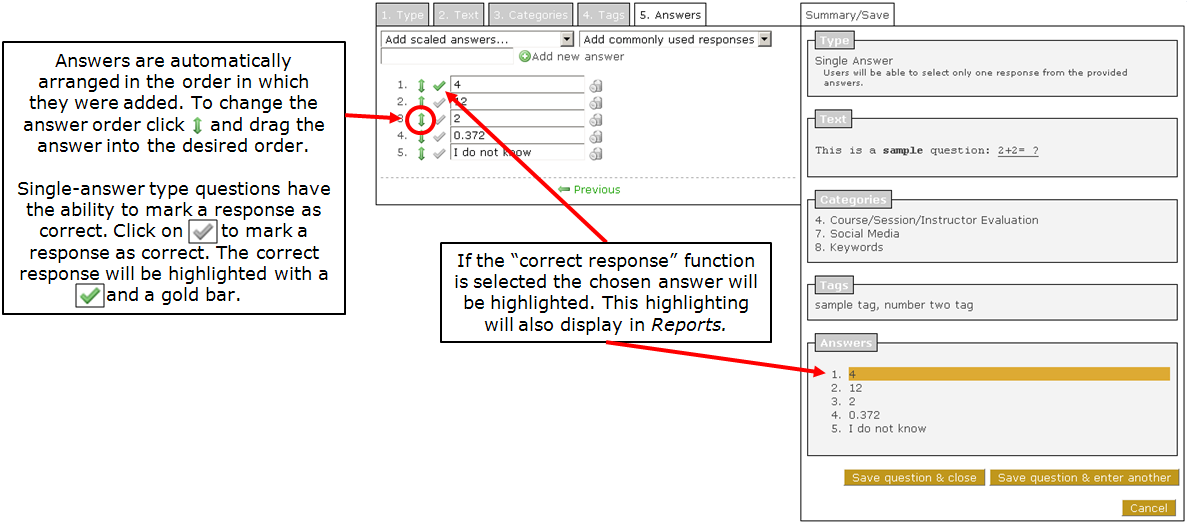 1. Type
2. Text
3. Categories
4. Tags
5. Answers
Add scaled answers...
Add commonly used responses
Add new answer
1. 4
2. 12
3. 2
4. 0.372
5. I do not know
Previous
Answers are automatically
arranged in the order in which
they were added. To change the
answer order click and drag the
answer into the desired order.
Single-answer type questions have
the ability to mark a response as
correct. Click on to mark a
response as correct. The correct
response will be highlighted with a
and a gold bar.
If the “correct response” function
is selected the chosen answer will
be highlighted. This highlighting
will also display in Reports.
Summary/Save
Type
Single Answer
Users will be able to select only one response from the provided
answers.
Text
This is a sample question: 2+2= ?
Categories
4. Course/Session/Instructor Evaluation
7. Social Media
8. Keywords
Tags
sample tag, number two tag
Answers
1. 4
2. 12
3. 2
4. 0.372
5. I do not know
Save question & close
Save question & enter another
Cancel